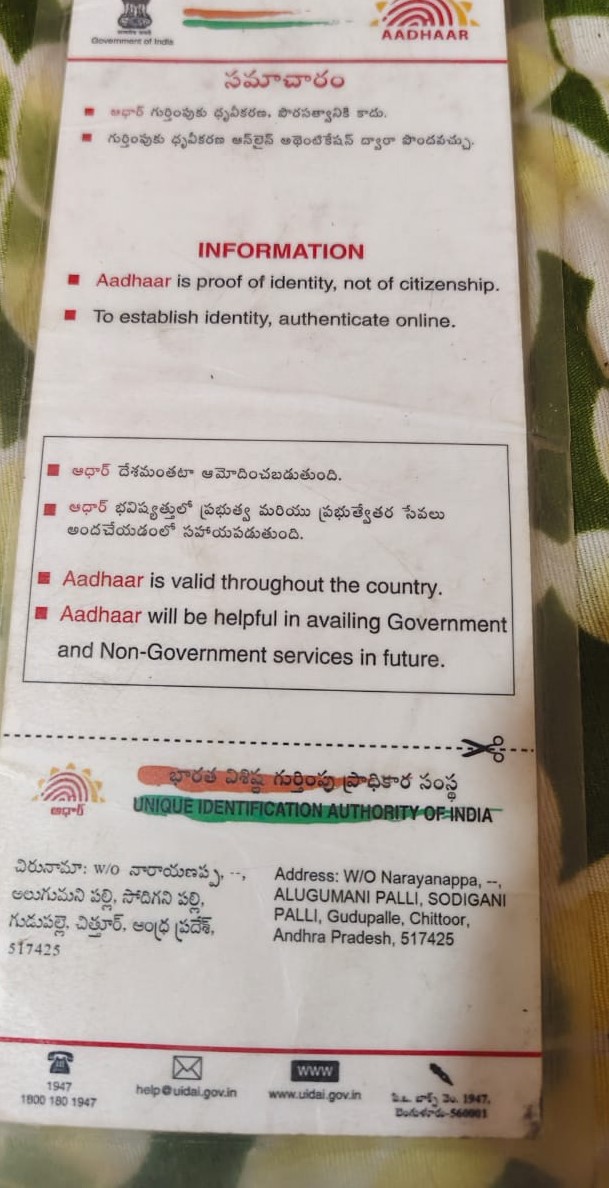 Government of India
AADHAAR
సమాచారం
ఆధార్ గుర్తింపుకు ధృవీకరణ, పౌరసత్వానికి కాదు.
గుర్తింపుకు ధృవీకరణ ఆన్‌లైన్ అథెంటికేషన్ ద్వారా పొందవచ్చు.
INFORMATION
Aadhaar is proof of identity, not of citizenship.
To establish identity, authenticate online.
ఆధార్ దేశమంతటా ఆమోదించబడుతుంది.
ఆధార్ భవిష్యత్తులో ప్రభుత్వ మరియు ప్రభుత్వేతర సేవలు
అందచేయడంలో సహాయపడుతుంది.
Aadhaar is valid throughout the country.
Aadhaar will be helpful in availing Government
and Non-Government services in future.
ఆధార్
భారత విశిష్ట గుర్తింపు ప్రాధికార సంస్థ
UNIQUE IDENTIFICATION AUTHORITY OF INDIA
చిరునామా: W/O నారాయణప్ప, --,
అలుగుమని పల్లి, సోదిగని పల్లి,
గుడుపల్లె, చిత్తూర్, ఆంధ్ర ప్రదేశ్,
517425
Address: W/O Narayanappa, --,
ALUGUMANI PALLI, SODIGANI
PALLI, Gudupalle, Chittoor,
Andhra Pradesh, 517425
1947
1800 180 1947
help@uidai.gov.in
WWW
www.uidai.gov.in
పి.ఒ. బాక్స్ నెం. 1947,
బెంగుళూరు-560001